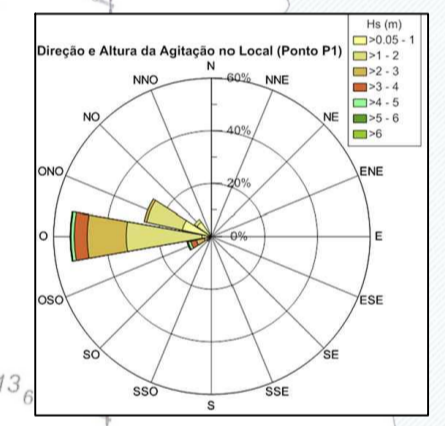 Hs (m)
>0.05 - 1
>1 - 2
>2 - 3
>3 - 4
>4 - 5
>5 - 6
>6
Direção e Altura da Agitação no Local (Ponto P1)
N
NNO
NNE
60%
NO
NE
40%
ONO
ENE
20%
O
0%
E
OSO
ESE
SO
SE
SSO
SSE
S
13 6